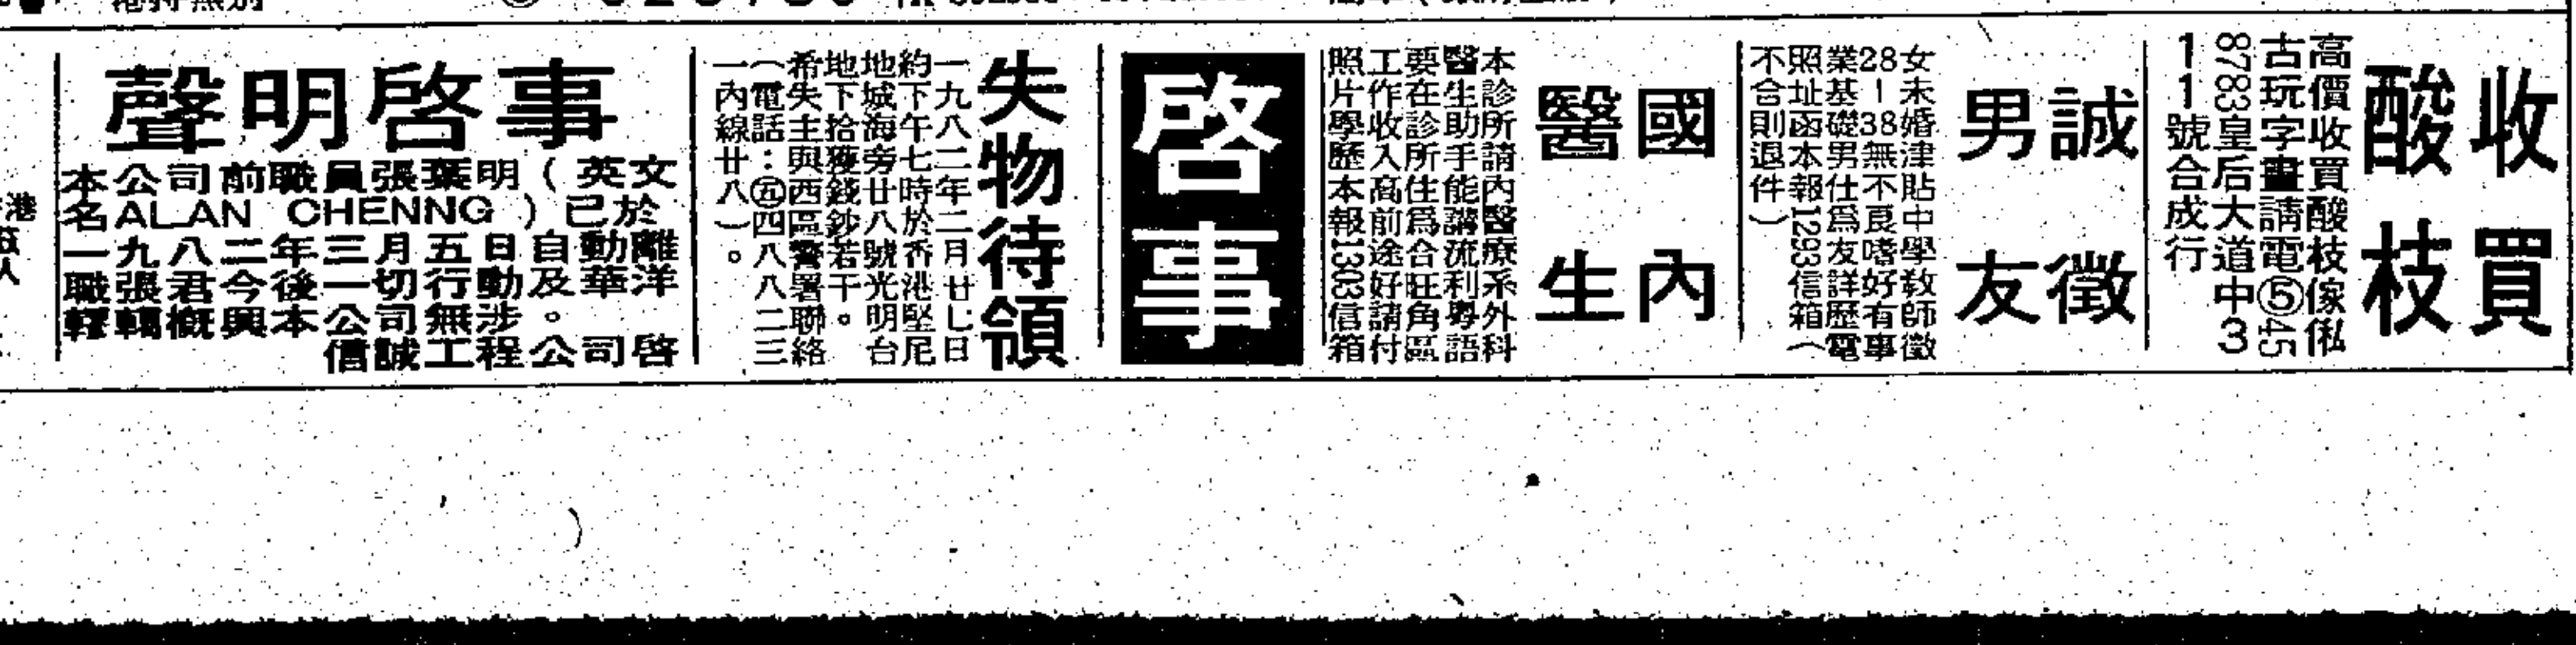 收買
酸枝
高價收買酸枝傢俬
古玩字畫請電⑤45
8783皇后大道中3
11號合成行
誠徵
男友
女未婚津貼中學教師徵
28－38無不良嗜好有事
業基礎男仕爲友詳歷電
照址函本報1293信箱（
不合則退件）
國內
醫生
本診所請內醫療系外科
醫生助手能講流利粵語
要在診所住爲合旺角區
工作收入高前途好請付
照片學歷本報1303信箱
啓事
失物待領
一九八二年二月廿七日
約下午七時於香港堅尼
地城海旁廿八號光明台
地下拾獲錢鈔若干。
希失主與西區警署聯絡
（電話：㊄四八八二三
一內線廿八）。
聲明啓事
本公司前職員張葉明（英文
名ALAN CHENNG）己於
一九八二年三月五日自動離
職張君今後一切行動及華洋
轇轕概與本公司無涉。
信誠工程公司 啓